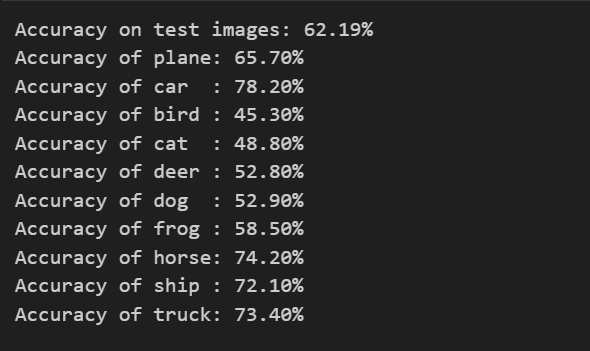 Accuracy on test images: 62.19%
Accuracy of plane: 65.70%
Accuracy of car  : 78.20%
Accuracy of bird : 45.30%
Accuracy of cat  : 48.80%
Accuracy of deer : 52.80%
Accuracy of dog  : 52.90%
Accuracy of frog : 58.50%
Accuracy of horse: 74.20%
Accuracy of ship : 72.10%
Accuracy of truck: 73.40%